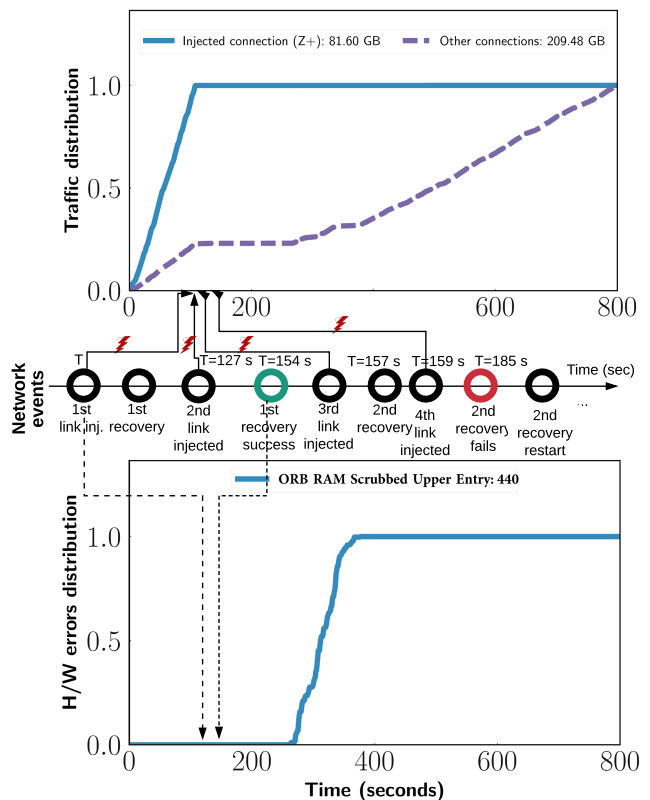 Injected connection (Z+): 81.60 GB
Other connections: 209.48 GB
Traffic distribution
1.0
0.5
0.0
0
200
600
800
T
T=127 s
T=154 s
T=157 s
T=159 s
T=185 s
Time (sec)
Network
events
1st
link inj.
1st
recovery
2nd
link
injected
1st
recovery
success
3rd
link
injected
2nd
recovery
4th
link
injected
2nd
recovery
fails
2nd
recovery
restart
...
ORB RAM Scrubbed Upper Entry: 440
H/W errors distribution
1.0
0.5
0.0
0
200
400
600
800
Time (seconds)